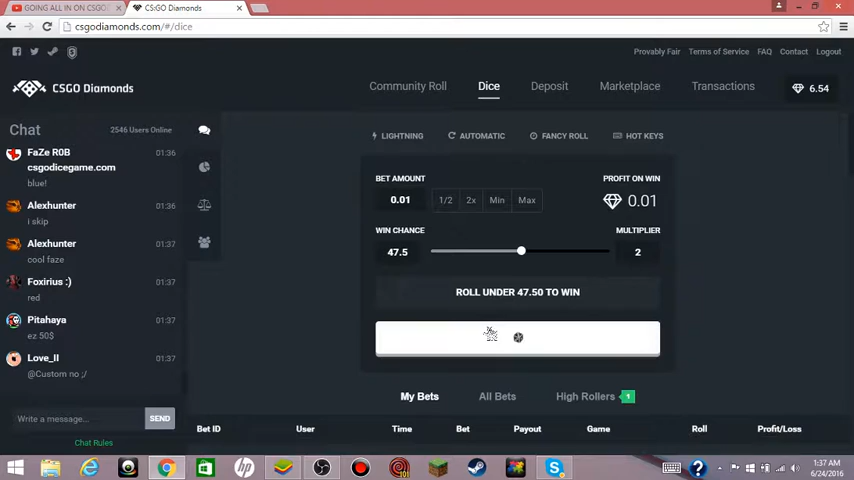 GOING ALL IN ON CSGO
CS:GO Diamonds
csgodiamonds.com/#/dice
Provably Fair Terms of Service FAQ Contact Logout
CSGO Diamonds
Community Roll Dice Deposit Marketplace Transactions 6.54
Chat 2546 Users Online
FaZe R0B 01:36
csgodicegame.com
blue!
Alexhunter 01:36
i skip
Alexhunter 01:37
cool faze
Foxirius :) 01:37
red
Pitahaya 01:37
ez 50$
Love_II 01:37
@Custom no ;/
Write a message... SEND
Chat Rules
LIGHTNING AUTOMATIC FANCY ROLL HOT KEYS
BET AMOUNT PROFIT ON WIN
0.01 1/2 2x Min Max 0.01
WIN CHANCE MULTIPLIER
47.5 2
ROLL UNDER 47.50 TO WIN
My Bets All Bets High Rollers 1
Bet ID User Time Bet Payout Game Roll Profit/Loss
1:37 AM
6/24/2016